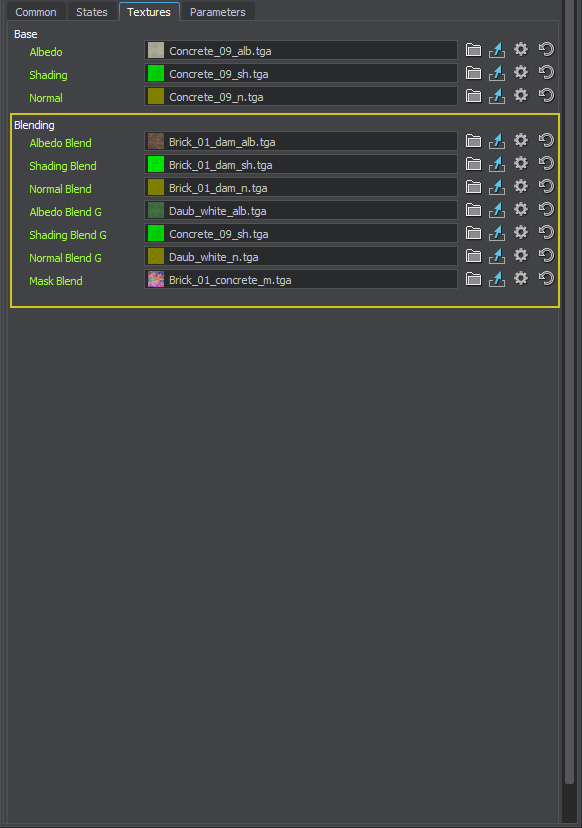 Common States Textures Parameters
Base
Albedo Concrete_09_alb.tga
Shading Concrete_09_sh.tga
Normal Concrete_09_n.tga
Blending
Albedo Blend Brick_01_dam_alb.tga
Shading Blend Brick_01_dam_sh.tga
Normal Blend Brick_01_dam_n.tga
Albedo Blend G Daub_white_alb.tga
Shading Blend G Concrete_09_sh.tga
Normal Blend G Daub_white_n.tga
Mask Blend Brick_01_concrete_m.tga